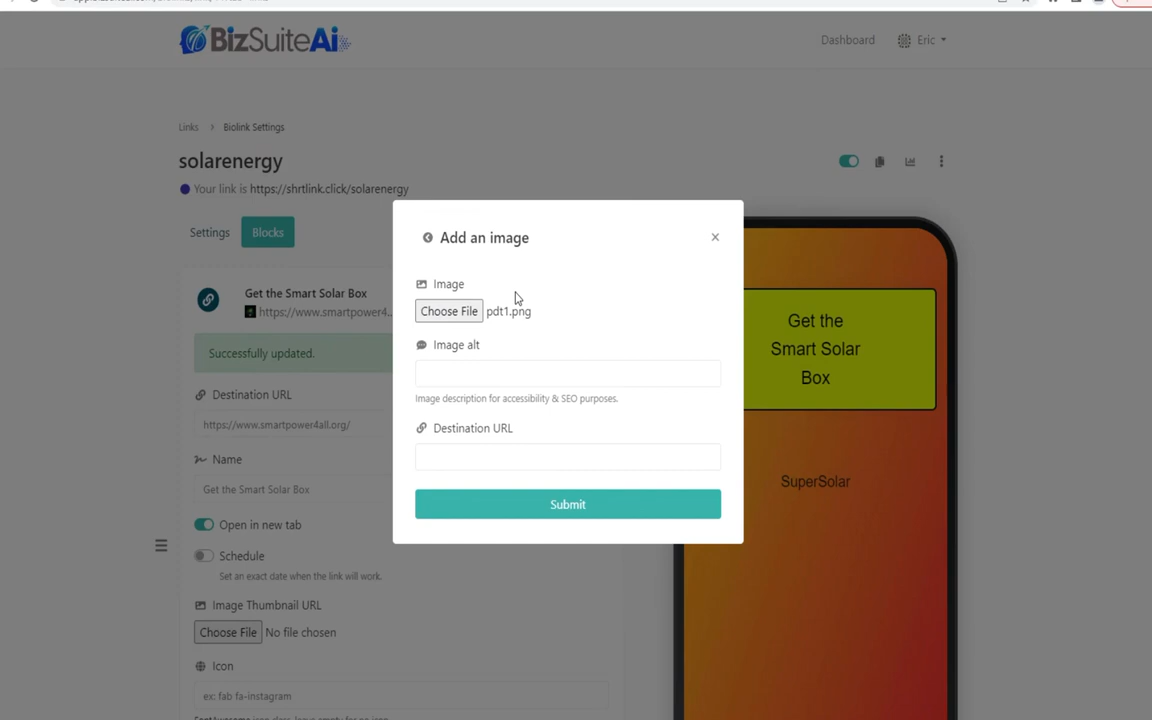 BizSuiteAi
Dashboard
Eric
Links
Biolink Settings
solarenergy
Your link is https://shrtlink.click/solarenergy
Settings
Blocks
Get the Smart Solar Box
https://www.smartpower4...
Successfully updated.
Destination URL
https://www.smartpower4all.org/
Name
Get the Smart Solar Box
Open in new tab
Schedule
Set an exact date when the link will work.
Image Thumbnail URL
Choose File No file chosen
Icon
ex: fab fa-instagram
Add an image
×
Image
Choose File pdt1.png
Image alt
Image description for accessibility & SEO purposes.
Destination URL
Submit
Get the
Smart Solar
Box
SuperSolar